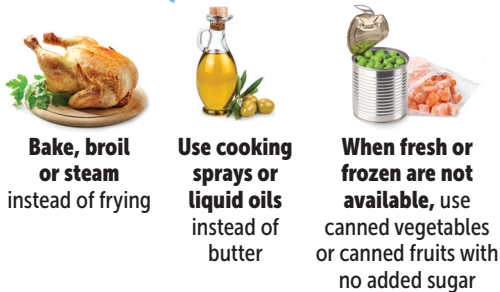 Bake, broil
or steam
instead of frying
Use cooking
sprays or
liquid oils
instead of
butter
When fresh or
frozen are not
available, use
canned vegetables
or canned fruits with
no added sugar